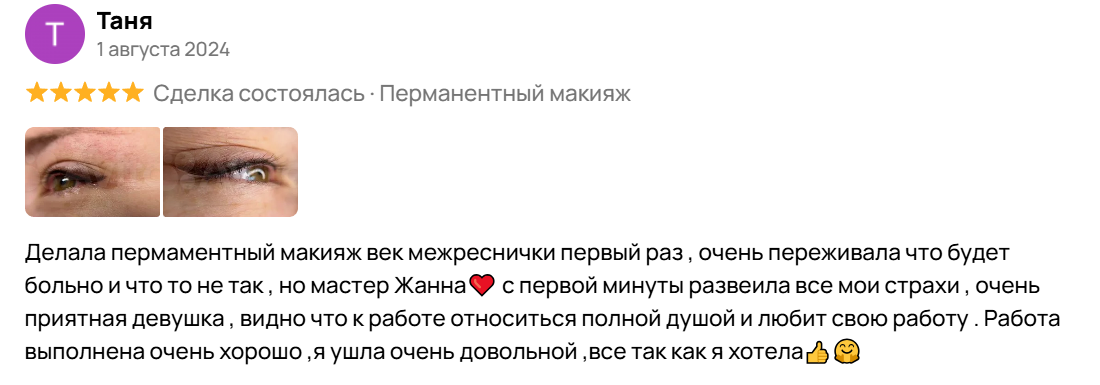 Т
Таня
1 августа 2024
Сделка состоялась · Перманентный макияж
Делала пермаментный макияж век межреснички первый раз , очень переживала что будет
больно и что то не так , но мастер Жанна❤️ с первой минуты развеила все мои страхи , очень
приятная девушка , видно что к работе относиться полной душой и любит свою работу . Работа
выполнена очень хорошо ,я ушла очень довольной ,все так как я хотела👍🤗